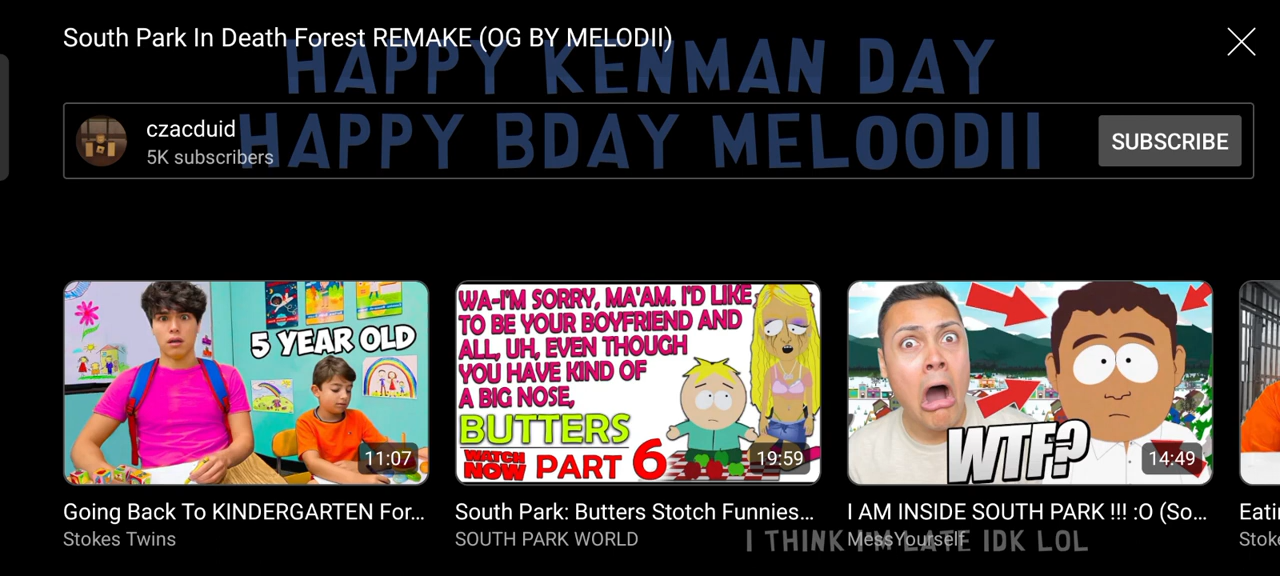 South Park In Death Forest REMAKE (OG BY MELODII)
HAPPY KENMAN DAY
czacduid
5K subscribers
HAPPY BDAY MELOODII
SUBSCRIBE
5 YEAR OLD
11:07
WA-I'M SORRY, MA'AM. I'D LIKE
TO BE YOUR BOYFRIEND AND
ALL, UH, EVEN THOUGH
YOU HAVE KIND OF
A BIG NOSE,
BUTTERS
WATCH
NOW
PART 6
19:59
WTF?
14:49
Going Back To KINDERGARTEN For...
Stokes Twins
South Park: Butters Stotch Funnies...
SOUTH PARK WORLD
I AM INSIDE SOUTH PARK !!! :O (So...
MessYourself
I THINK I'M LATE IDK LOL
Eatin
Stoke